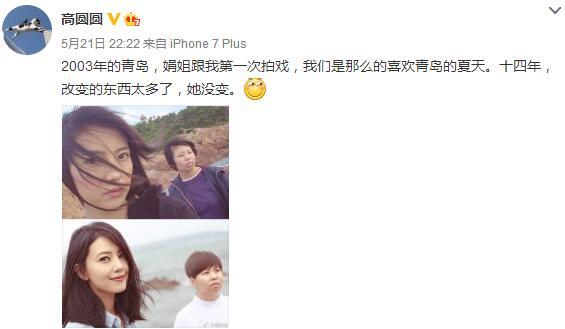 高圆圆
5月21日 22:22 来自 iPhone 7 Plus
2003年的青岛，娟姐跟我第一次拍戏，我们是那么的喜欢青岛的夏天。十四年，
改变的东西太多了，她没变。